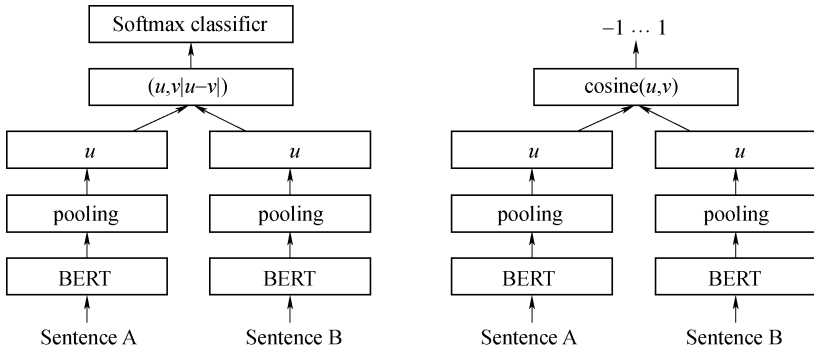 Softmax classificr
(u,v|u–v|)
u
u
pooling
pooling
BERT
BERT
Sentence A
Sentence B
–1 … 1
cosine(u,v)
u
u
pooling
pooling
BERT
BERT
Sentence A
Sentence B